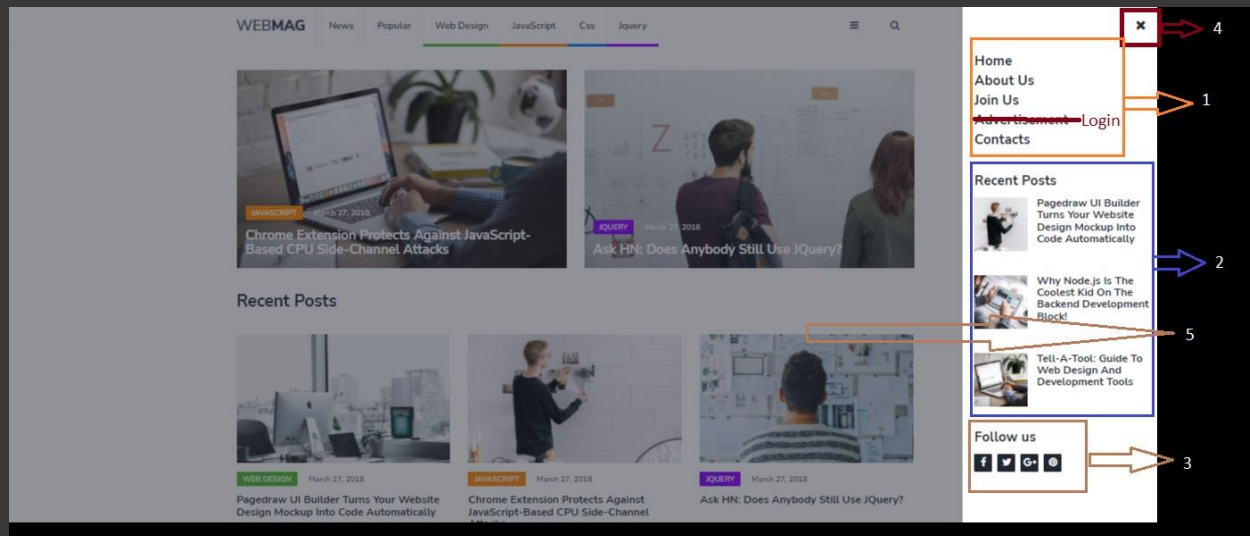 WEBMAG News Popular Web Design JavaScript Css Jquery
JAVASCRIPT March 27, 2018
Chrome Extension Protects Against JavaScript-
Based CPU Side-Channel Attacks
JQUERY March 27, 2018
Ask HN: Does Anybody Still Use JQuery?
Recent Posts
WEB DESIGN March 27, 2018
Pagedraw UI Builder Turns Your Website
Design Mockup Into Code Automatically
JAVASCRIPT March 27, 2018
Chrome Extension Protects Against
JavaScript-Based CPU Side-Channel
Attacks
JQUERY March 27, 2018
Ask HN: Does Anybody Still Use JQuery?
4
Home
About Us
Join Us
Advertisement Login
Contacts
1
Recent Posts
Pagedraw UI Builder
Turns Your Website
Design Mockup Into
Code Automatically
Why Node.js Is The
Coolest Kid On The
Backend Development
Block!
Tell-A-Tool: Guide To
Web Design And
Development Tools
2
5
Follow us
3